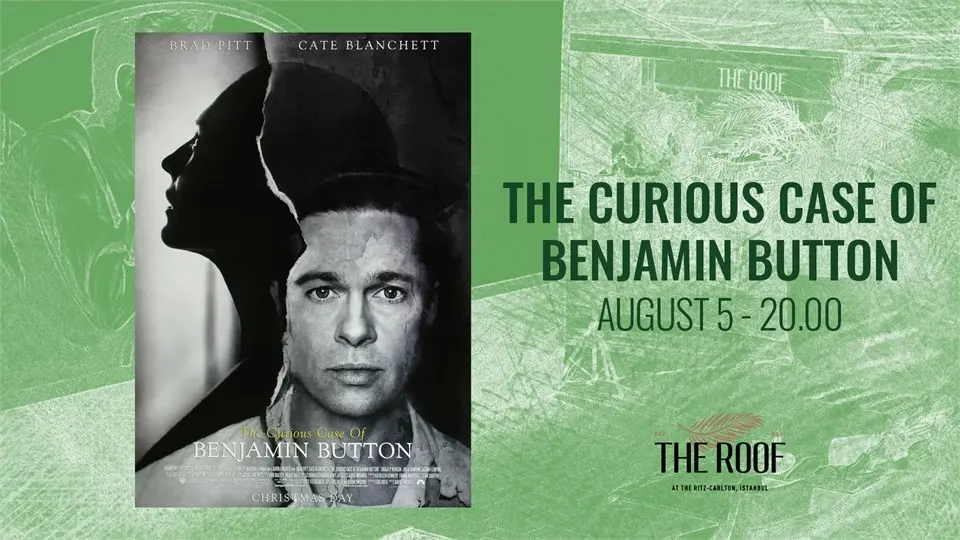 BRAD PITT CATE BLANCHETT
The Curious Case Of
BENJAMIN BUTTON
CHRISTMAS DAY
THE ROOF
THE CURIOUS CASE OF
BENJAMIN BUTTON
AUGUST 5 - 20.00
THE ROOF
AT THE RITZ-CARLTON, ISTANBUL